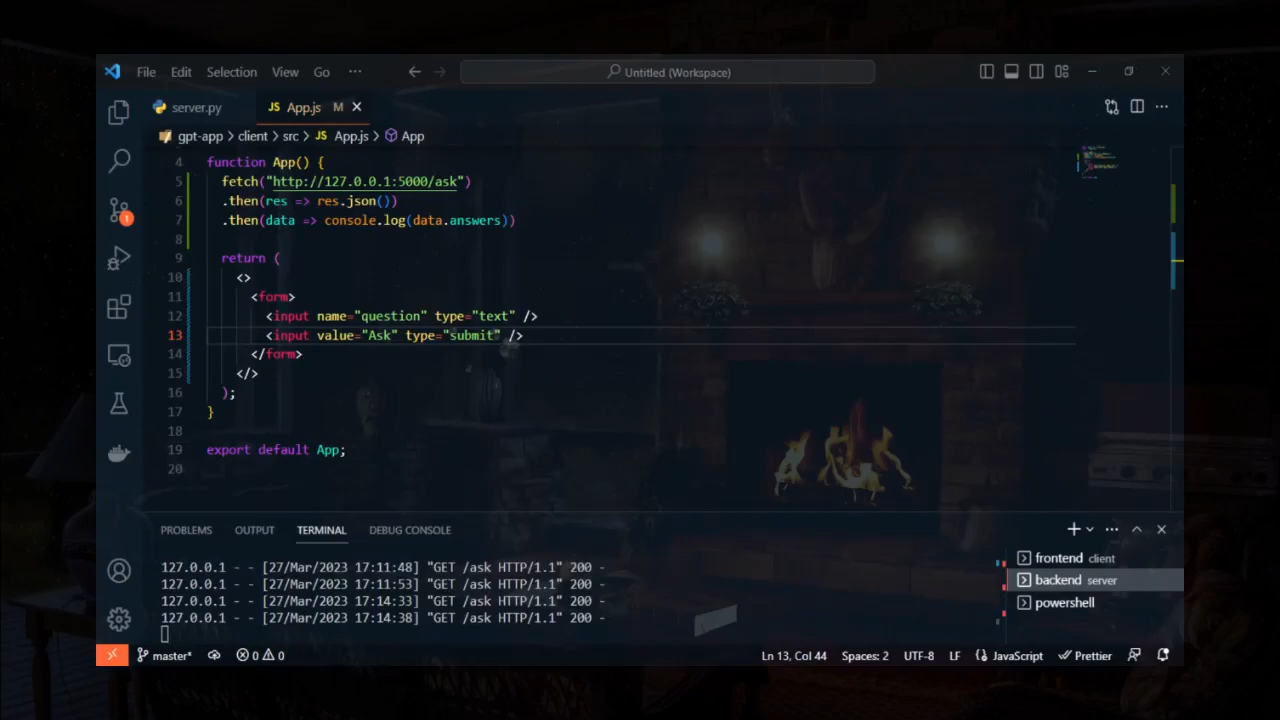 File Edit Selection View Go ··· Untitled (Workspace)
server.py JS App.js M
gpt-app > client > src > JS App.js > App
4 function App() {
5 fetch("http://127.0.0.1:5000/ask")
6 .then(res => res.json())
7 .then(data => console.log(data.answers))
8
9 return (
10 <>
11 <form>
12 <input name="question" type="text" />
13 <input value="Ask" type="submit" />
14 </form>
15 </>
16 );
17 }
18
19 export default App;
20
PROBLEMS OUTPUT TERMINAL DEBUG CONSOLE
127.0.0.1 - - [27/Mar/2023 17:11:48] "GET /ask HTTP/1.1" 200 -
127.0.0.1 - - [27/Mar/2023 17:11:53] "GET /ask HTTP/1.1" 200 -
127.0.0.1 - - [27/Mar/2023 17:14:33] "GET /ask HTTP/1.1" 200 -
127.0.0.1 - - [27/Mar/2023 17:14:38] "GET /ask HTTP/1.1" 200 -
frontend client
backend server
powershell
1
master* 0 0 Ln 13, Col 44 Spaces: 2 UTF-8 LF JavaScript Prettier